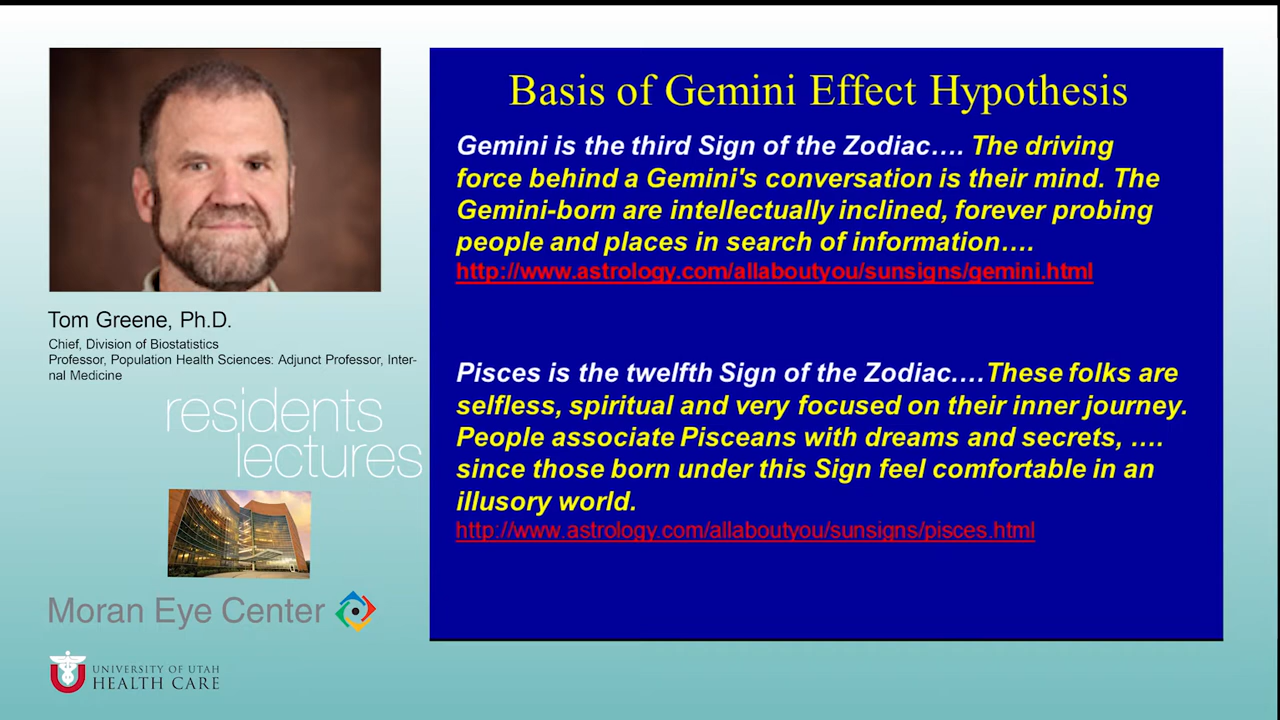 Basis of Gemini Effect Hypothesis
Gemini is the third Sign of the Zodiac…. The driving
force behind a Gemini's conversation is their mind. The
Gemini-born are intellectually inclined, forever probing
people and places in search of information….
http://www.astrology.com/allaboutyou/sunsigns/gemini.html
Pisces is the twelfth Sign of the Zodiac….These folks are
selfless, spiritual and very focused on their inner journey.
People associate Pisceans with dreams and secrets, ….
since those born under this Sign feel comfortable in an
illusory world.
http://www.astrology.com/allaboutyou/sunsigns/pisces.html
Tom Greene, Ph.D.
Chief, Division of Biostatistics
Professor, Population Health Sciences: Adjunct Professor, Inter-
nal Medicine
residents
lectures
Moran Eye Center
UNIVERSITY OF UTAH
HEALTH CARE